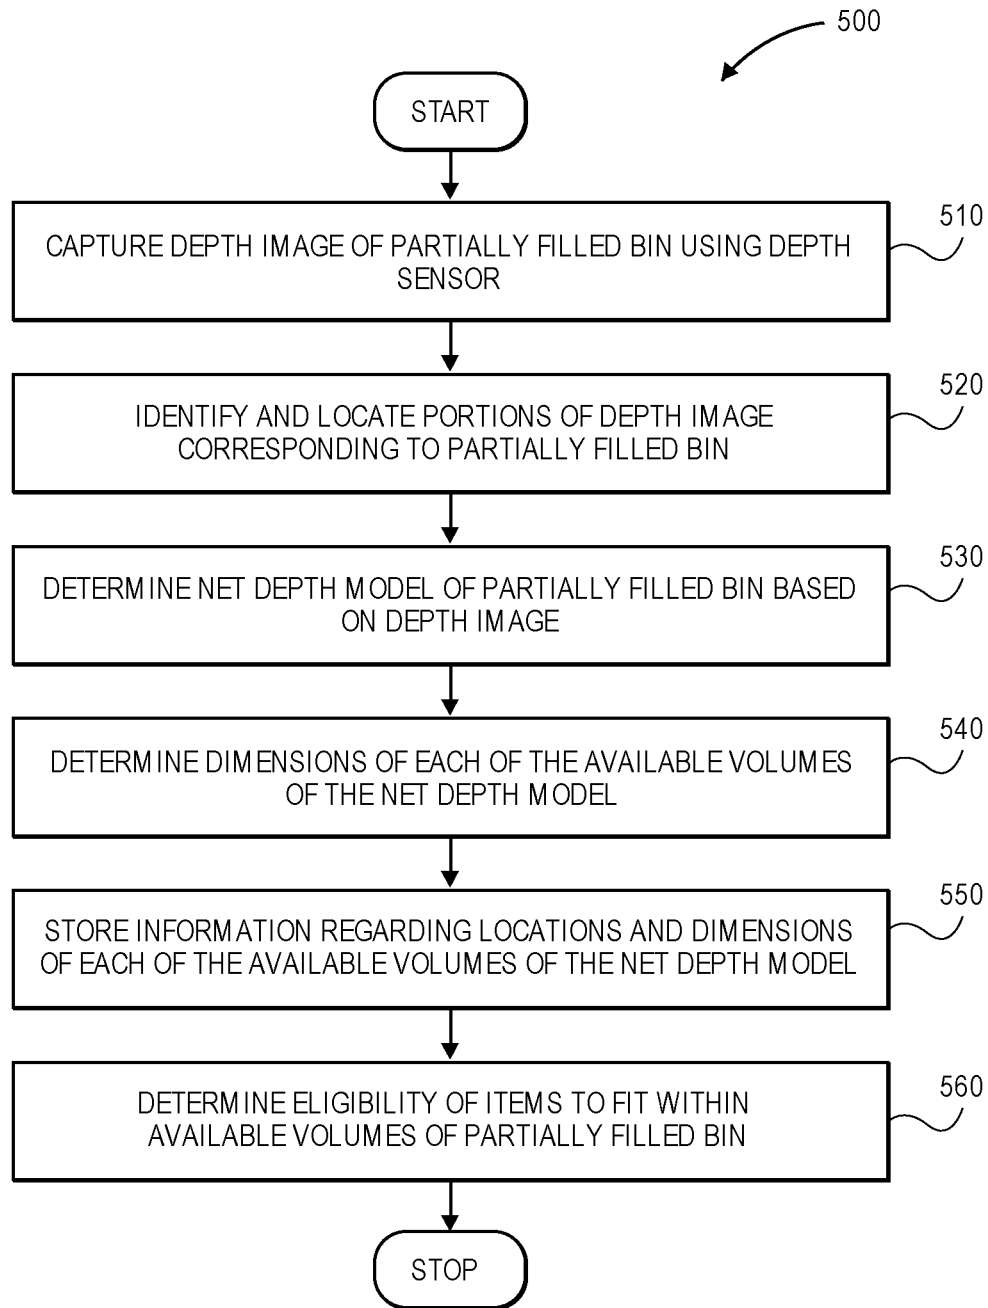 500
START
510
CAPTURE DEPTH IMAGE OF PARTIALLY FILLED BIN USING DEPTH
SENSOR
520
IDENTIFY AND LOCATE PORTIONS OF DEPTH IMAGE
CORRESPONDING TO PARTIALLY FILLED BIN
530
DETERMINE NET DEPTH MODEL OF PARTIALLY FILLED BIN BASED
ON DEPTH IMAGE
540
DETERMINE DIMENSIONS OF EACH OF THE AVAILABLE VOLUMES
OF THE NET DEPTH MODEL
550
STORE INFORMATION REGARDING LOCATIONS AND DIMENSIONS
OF EACH OF THE AVAILABLE VOLUMES OF THE NET DEPTH MODEL
560
DETERMINE ELIGIBILITY OF ITEMS TO FIT WITHIN
AVAILABLE VOLUMES OF PARTIALLY FILLED BIN
STOP